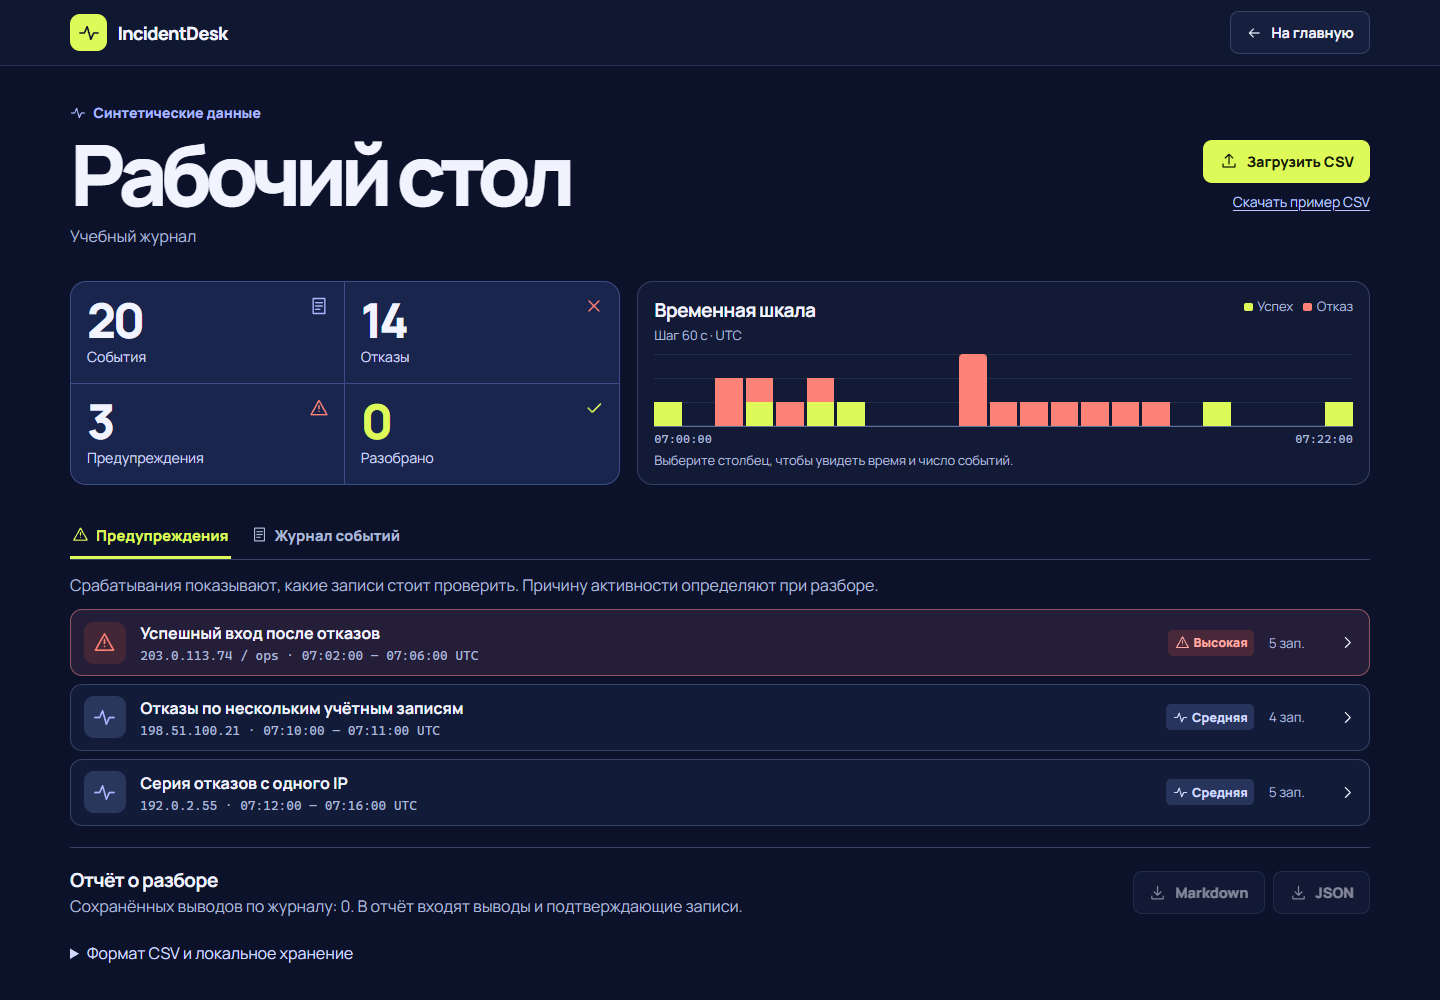 IncidentDesk
На главную
Синтетические данные
Рабочий стол
Загрузить CSV
Скачать пример CSV
Учебный журнал
20
События
14
Отказы
3
Предупреждения
0
Разобрано
Временная шкала
Успех
Отказ
Шаг 60 с · UTC
07:00:00
07:22:00
Выберите столбец, чтобы увидеть время и число событий.
Предупреждения
Журнал событий
Срабатывания показывают, какие записи стоит проверить. Причину активности определяют при разборе.
Успешный вход после отказов
203.0.113.74 / ops · 07:02:00 — 07:06:00 UTC
Высокая
5 зап.
Отказы по нескольким учётным записям
198.51.100.21 · 07:10:00 — 07:11:00 UTC
Средняя
4 зап.
Серия отказов с одного IP
192.0.2.55 · 07:12:00 — 07:16:00 UTC
Средняя
5 зап.
Отчёт о разборе
Сохранённых выводов по журналу: 0. В отчёт входят выводы и подтверждающие записи.
Markdown
JSON
Формат CSV и локальное хранение